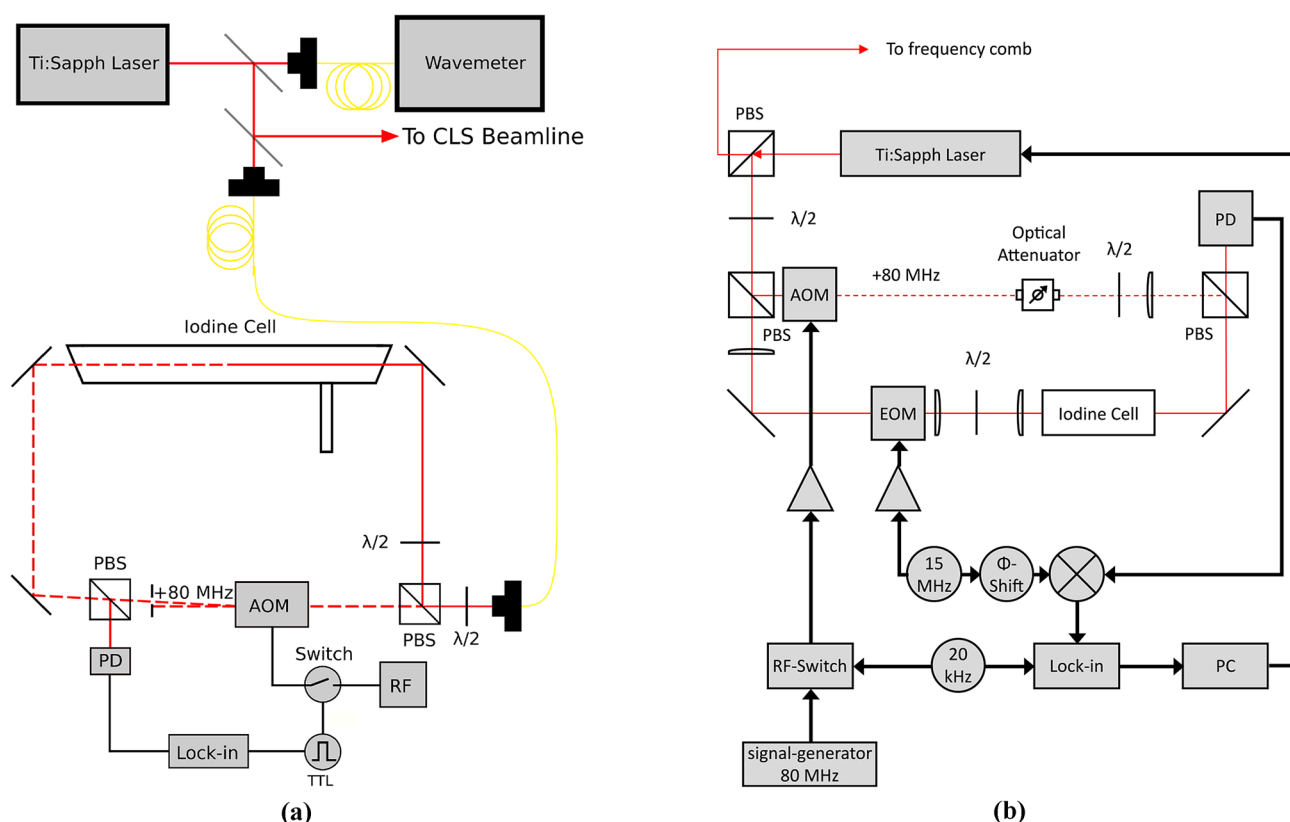 Ti:Sapph Laser
Wavemeter
To CLS Beamline
Iodine Cell
λ/2
PBS
+80 MHz
AOM
PBS
λ/2
PD
Switch
RF
Lock-in
TTL
(a)
To frequency comb
PBS
Ti:Sapph Laser
λ/2
PD
Optical
Attenuator
λ/2
+80 MHz
AOM
PBS
PBS
λ/2
EOM
Iodine Cell
15
MHz
Φ-
Shift
RF-Switch
20
kHz
Lock-in
PC
signal-generator
80 MHz
(b)